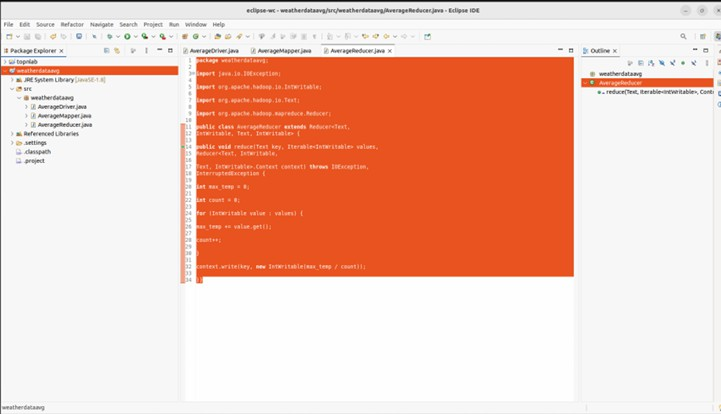 eclipse-wc - weatherdataavg/src/weatherdataavg/AverageReducer.java - Eclipse IDE
File Edit Source Refactor Navigate Search Project Run Window Help
Package Explorer
topnlab
weatherdataavg
JRE System Library [JavaSE-1.8]
src
weatherdataavg
AverageDriver.java
AverageMapper.java
AverageReducer.java
Referenced Libraries
.settings
.classpath
.project
AverageDriver.java AverageMapper.java AverageReducer.java
1 package weatherdataavg;
2
3 import java.io.IOException;
4
5 import org.apache.hadoop.io.IntWritable;
6
7 import org.apache.hadoop.io.Text;
8
9 import org.apache.hadoop.mapreduce.Reducer;
10
11 public class AverageReducer extends Reducer<Text,
12 IntWritable, Text, IntWritable> {
13
14 public void reduce(Text key, Iterable<IntWritable> values,
15 Reducer<Text, IntWritable,
16
17 Text, IntWritable>.Context context) throws IOException,
18 InterruptedException {
19
20 int max_temp = 0;
21
22 int count = 0;
23
24 for (IntWritable value : values) {
25
26 max_temp += value.get();
27
28 count++;
29
30 }
31
32 context.write(key, new IntWritable(max_temp / count));
33
34
Outline
weatherdataavg
AverageReducer
reduce(Text, Iterable<IntWritable>, Cont
weatherdataavg